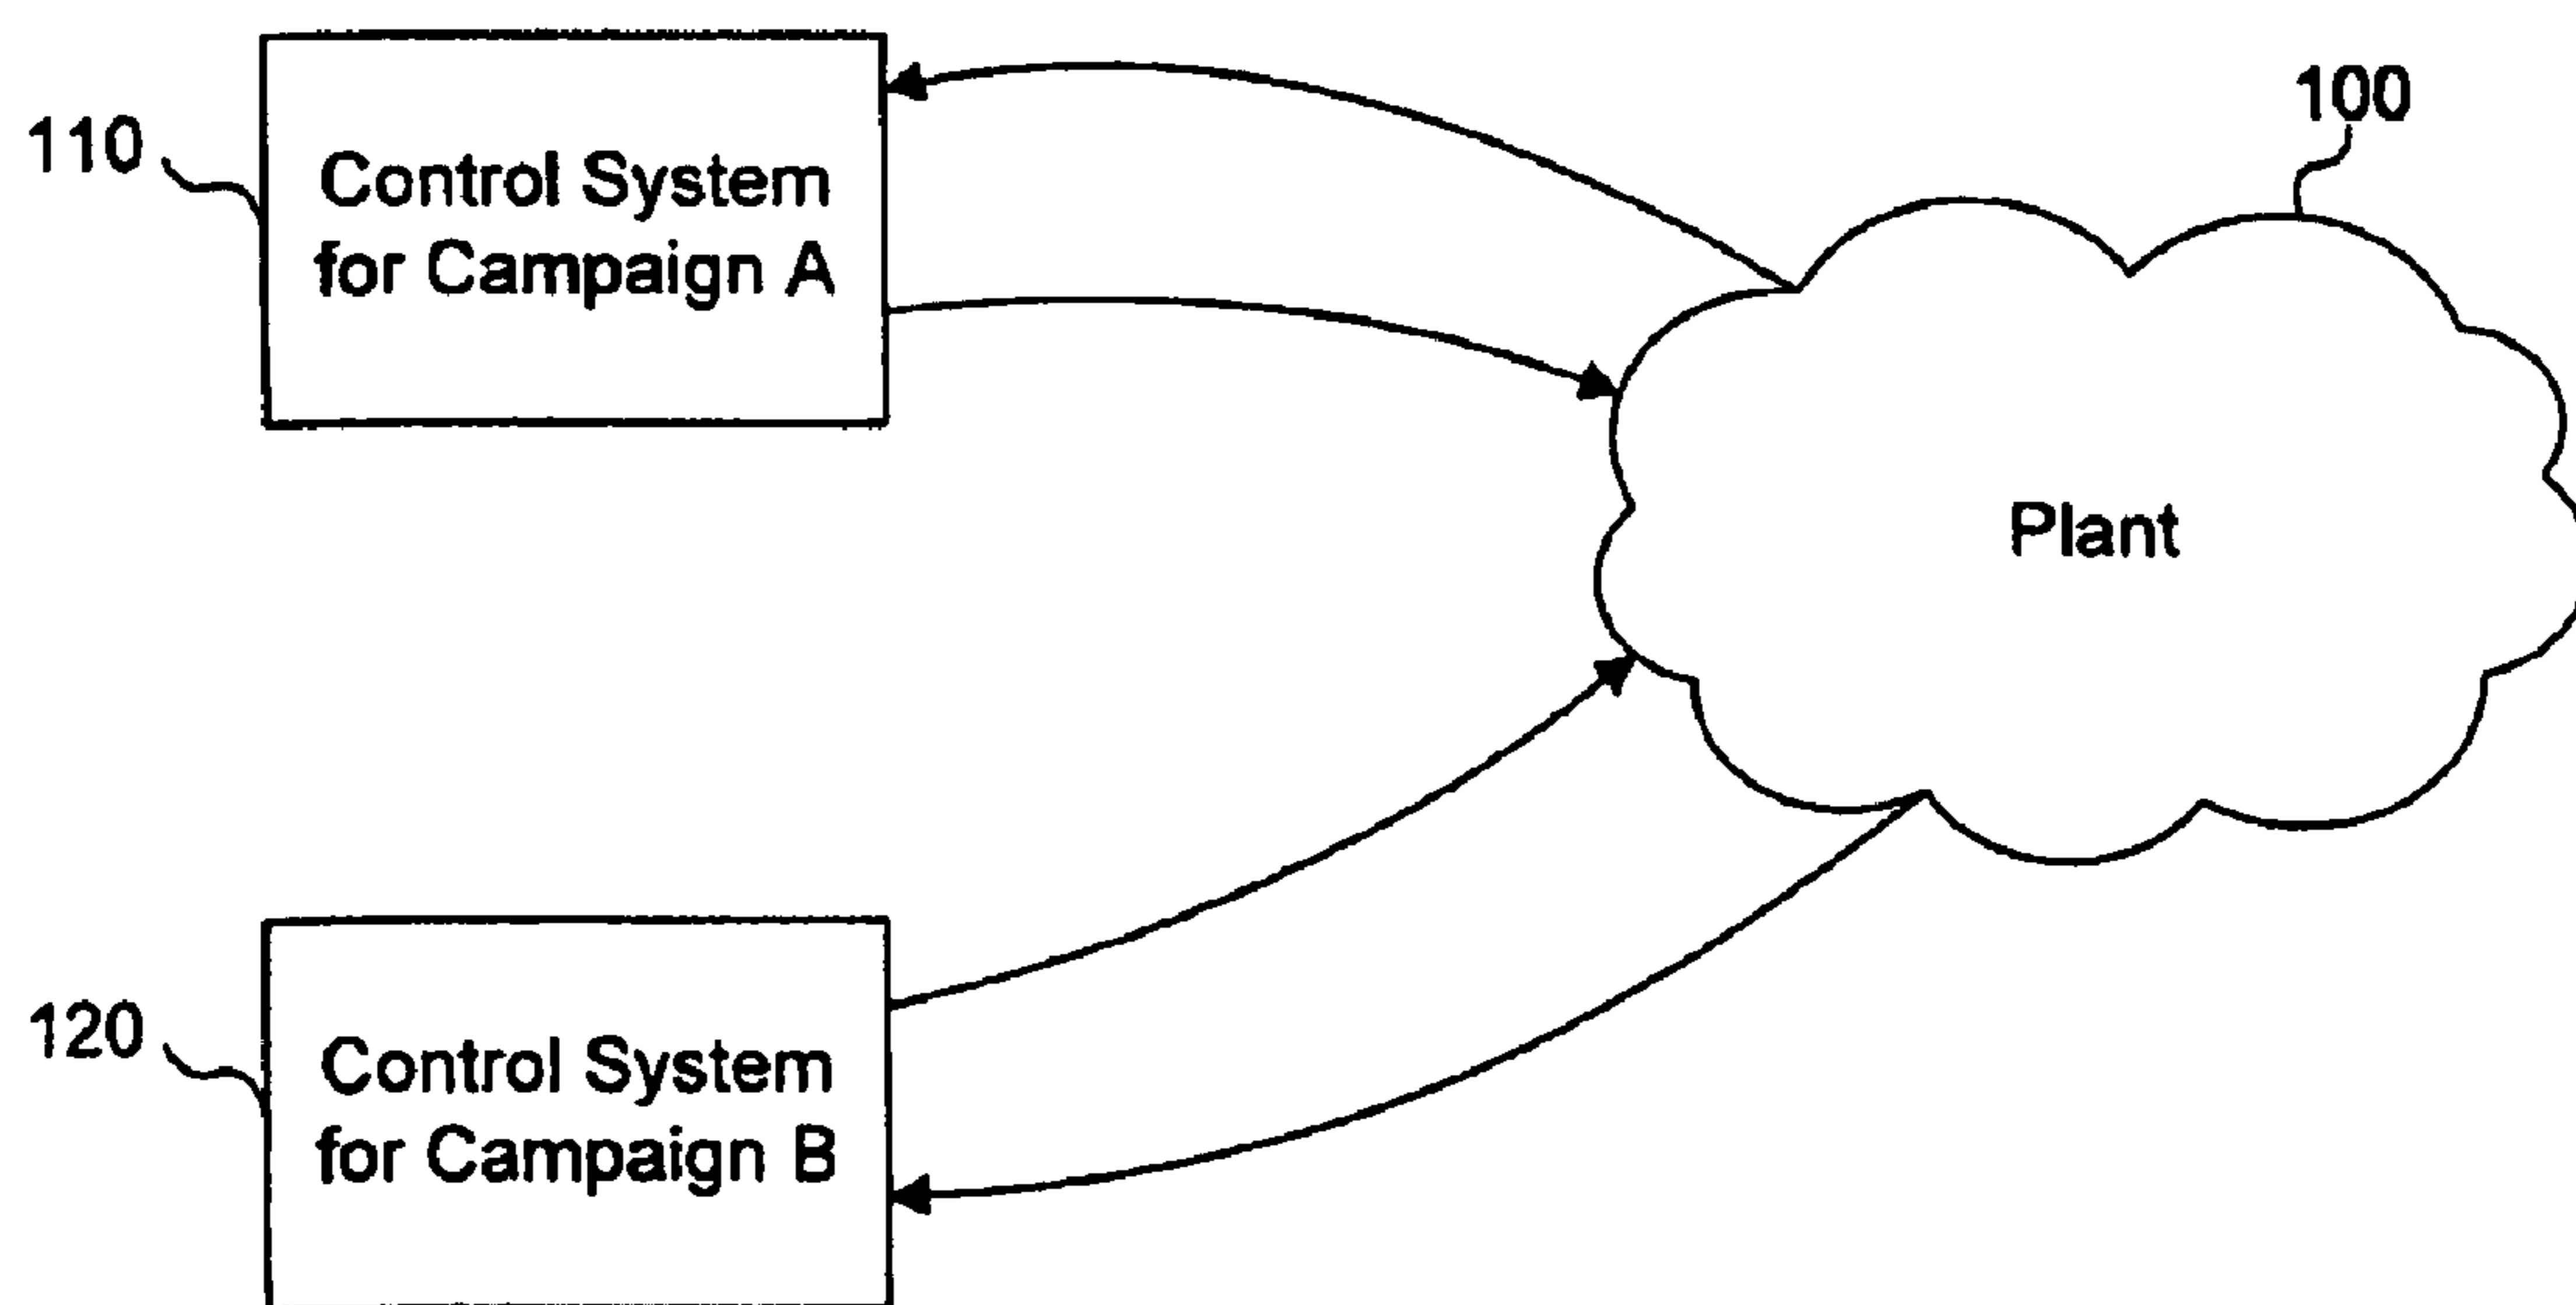 100
110
Control System
for Campaign A
Plant
120
Control System
for Campaign B